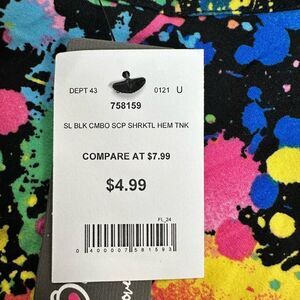 DEPT 43 0121 U
758159
SL BLK CMBO SCP SHRKTL HEM TNK
COMPARE AT $7.99
$4.99
FL_24
0 400007 581593